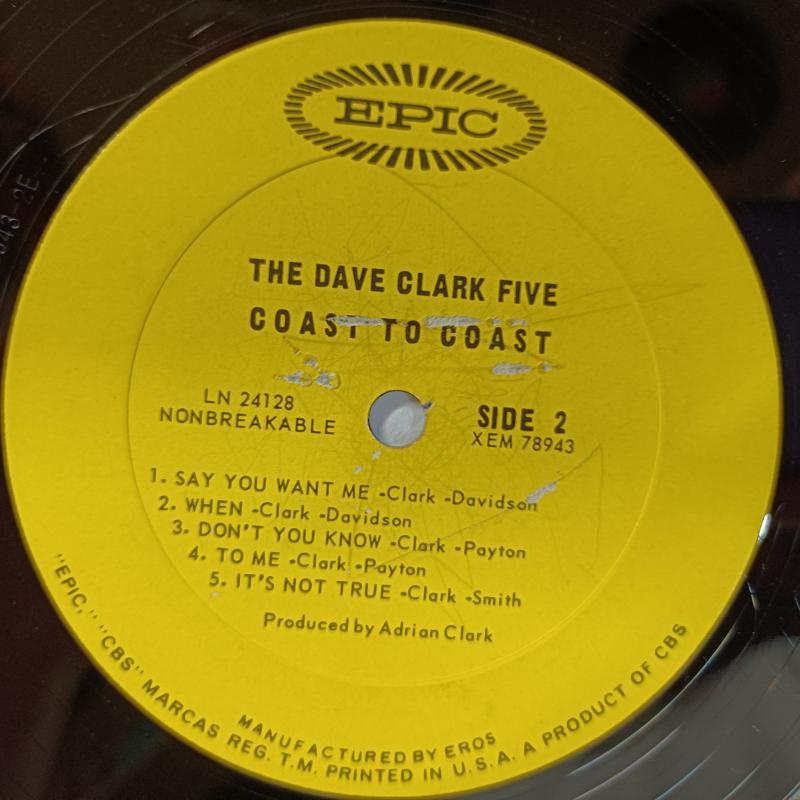 EPIC
THE DAVE CLARK FIVE
COAST TO COAST
LN 24128
NONBREAKABLE
SIDE 2
XEM 78943
1. SAY YOU WANT ME -Clark -Davidson
2. WHEN -Clark -Davidson
3. DON'T YOU KNOW -Clark -Payton
4. TO ME -Clark -Payton
5. IT'S NOT TRUE -Clark -Smith
Produced by Adrian Clark
MANUFACTURED BY EROS
"EPIC," "CBS" MARCAS REG. T.M. PRINTED IN U.S.A. A PRODUCT OF CBS